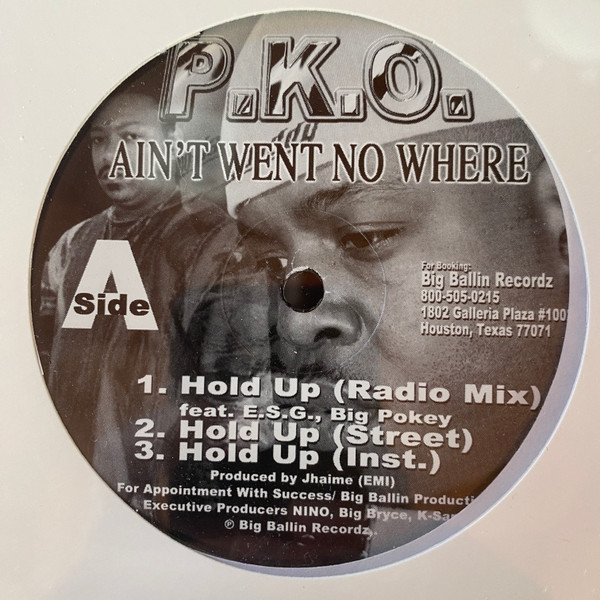 P.K.O.
AIN'T WENT NO WHERE
A
Side
For Booking:
Big Ballin Recordz
800-505-0215
1802 Galleria Plaza
Houston, Texas 77071
1. Hold Up (Radio Mix)
feat. E.S.G., Big Pokey
2. Hold Up (Street)
3. Hold Up (Inst.)
Produced by Jhaime (EMI)
For Appointment With Success/ Big Ballin
Executive Producers NINO, Big Bryce,
℗ Big Ballin Recordz,.